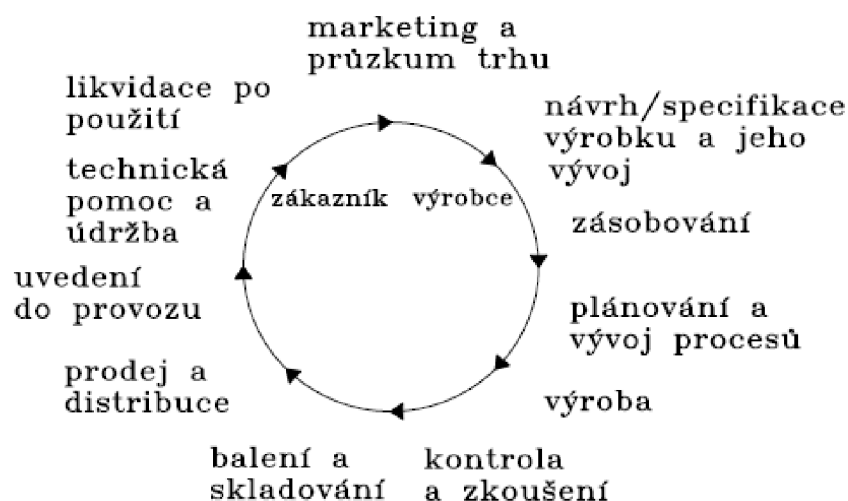 marketing a
průzkum trhu
návrh/specifikace
výrobku a jeho
vývoj
zásobování
plánování a
vývoj procesů
výroba
kontrola
a zkoušení
balení a
skladování
prodej a
distribuce
uvedení
do provozu
technická
pomoc a
údržba
likvidace po
použití
zákazník výrobce